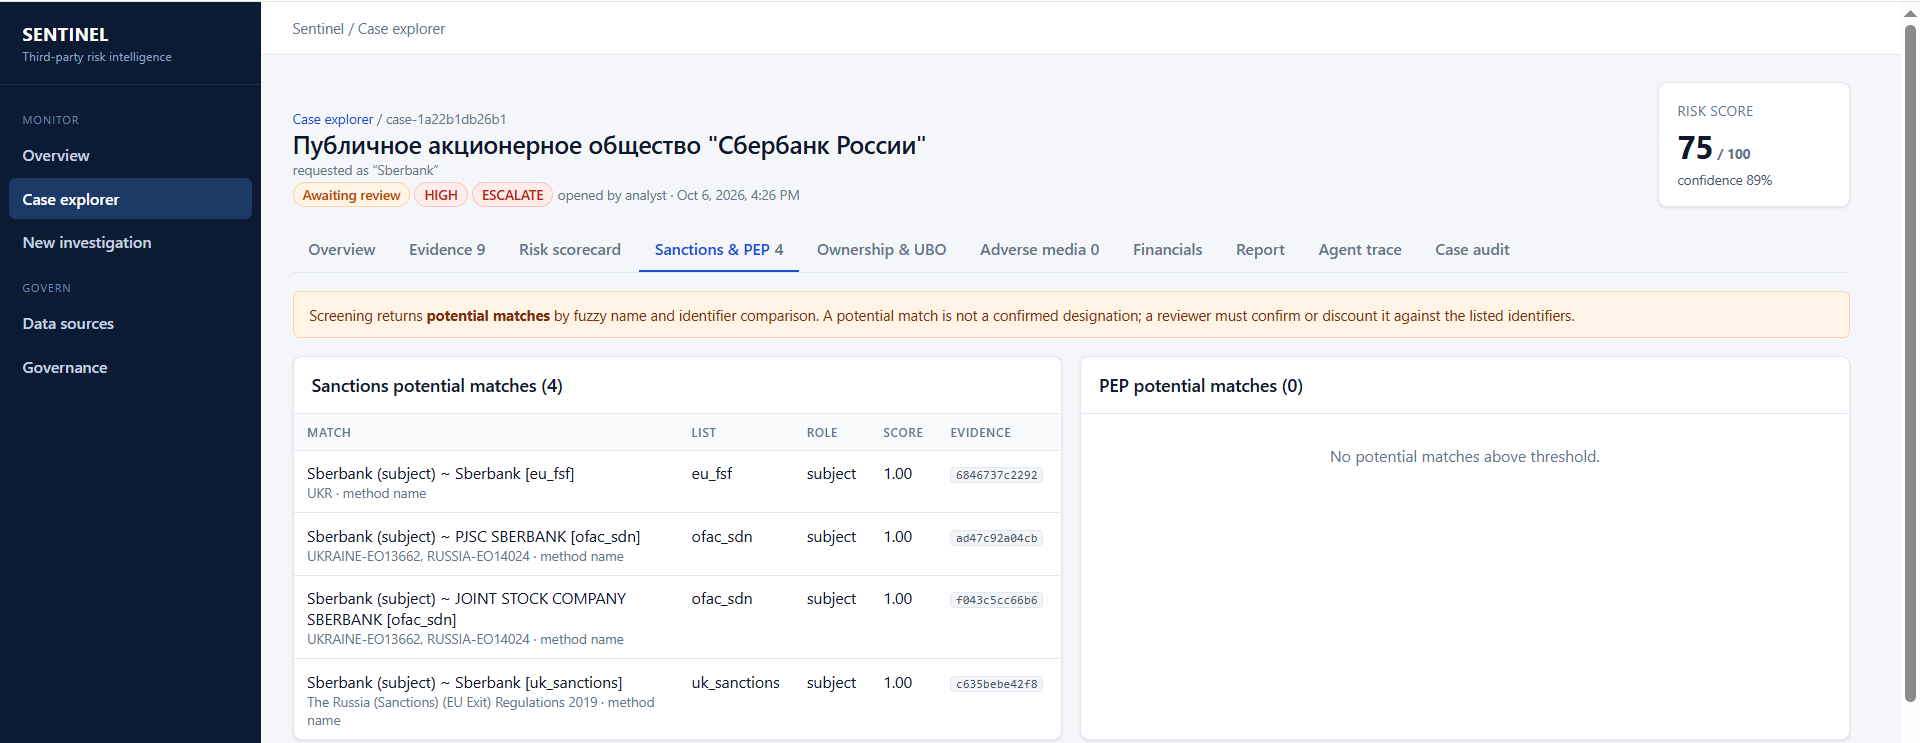 SENTINEL
Third-party risk intelligence
MONITOR
Overview
Case explorer
New investigation
GOVERN
Data sources
Governance
Sentinel / Case explorer
Case explorer / case-1a22b1db26b1
Публичное акционерное общество "Сбербанк России"
requested as “Sberbank”
Awaiting review HIGH ESCALATE opened by analyst · Oct 6, 2026, 4:26 PM
RISK SCORE
75 / 100
confidence 89%
Overview Evidence 9 Risk scorecard Sanctions & PEP 4 Ownership & UBO Adverse media 0 Financials Report Agent trace Case audit
Screening returns potential matches by fuzzy name and identifier comparison. A potential match is not a confirmed designation; a reviewer must confirm or discount it against the listed identifiers.
Sanctions potential matches (4)
MATCH LIST ROLE SCORE EVIDENCE
Sberbank (subject) ~ Sberbank [eu_fsf] eu_fsf subject 1.00 6846737c2292
UKR · method name
Sberbank (subject) ~ PJSC SBERBANK [ofac_sdn] ofac_sdn subject 1.00 ad47c92a04cb
UKRAINE-EO13662, RUSSIA-EO14024 · method name
Sberbank (subject) ~ JOINT STOCK COMPANY ofac_sdn subject 1.00 f043c5cc66b6
SBERBANK [ofac_sdn]
UKRAINE-EO13662, RUSSIA-EO14024 · method name
Sberbank (subject) ~ Sberbank [uk_sanctions] uk_sanctions subject 1.00 c635bebe42f8
The Russia (Sanctions) (EU Exit) Regulations 2019 · method
name
PEP potential matches (0)
No potential matches above threshold.